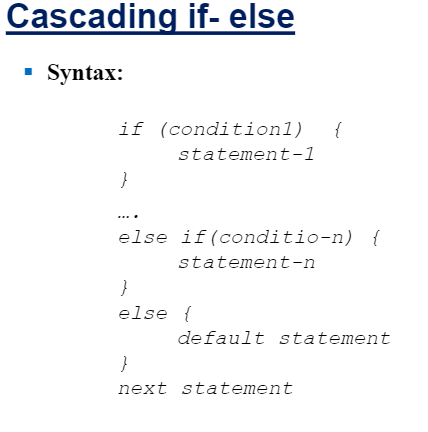 Cascading if- else
▪ Syntax:
if (condition1) {
statement-1
}
….
else if(conditio-n) {
statement-n
}
else {
default statement
}
next statement